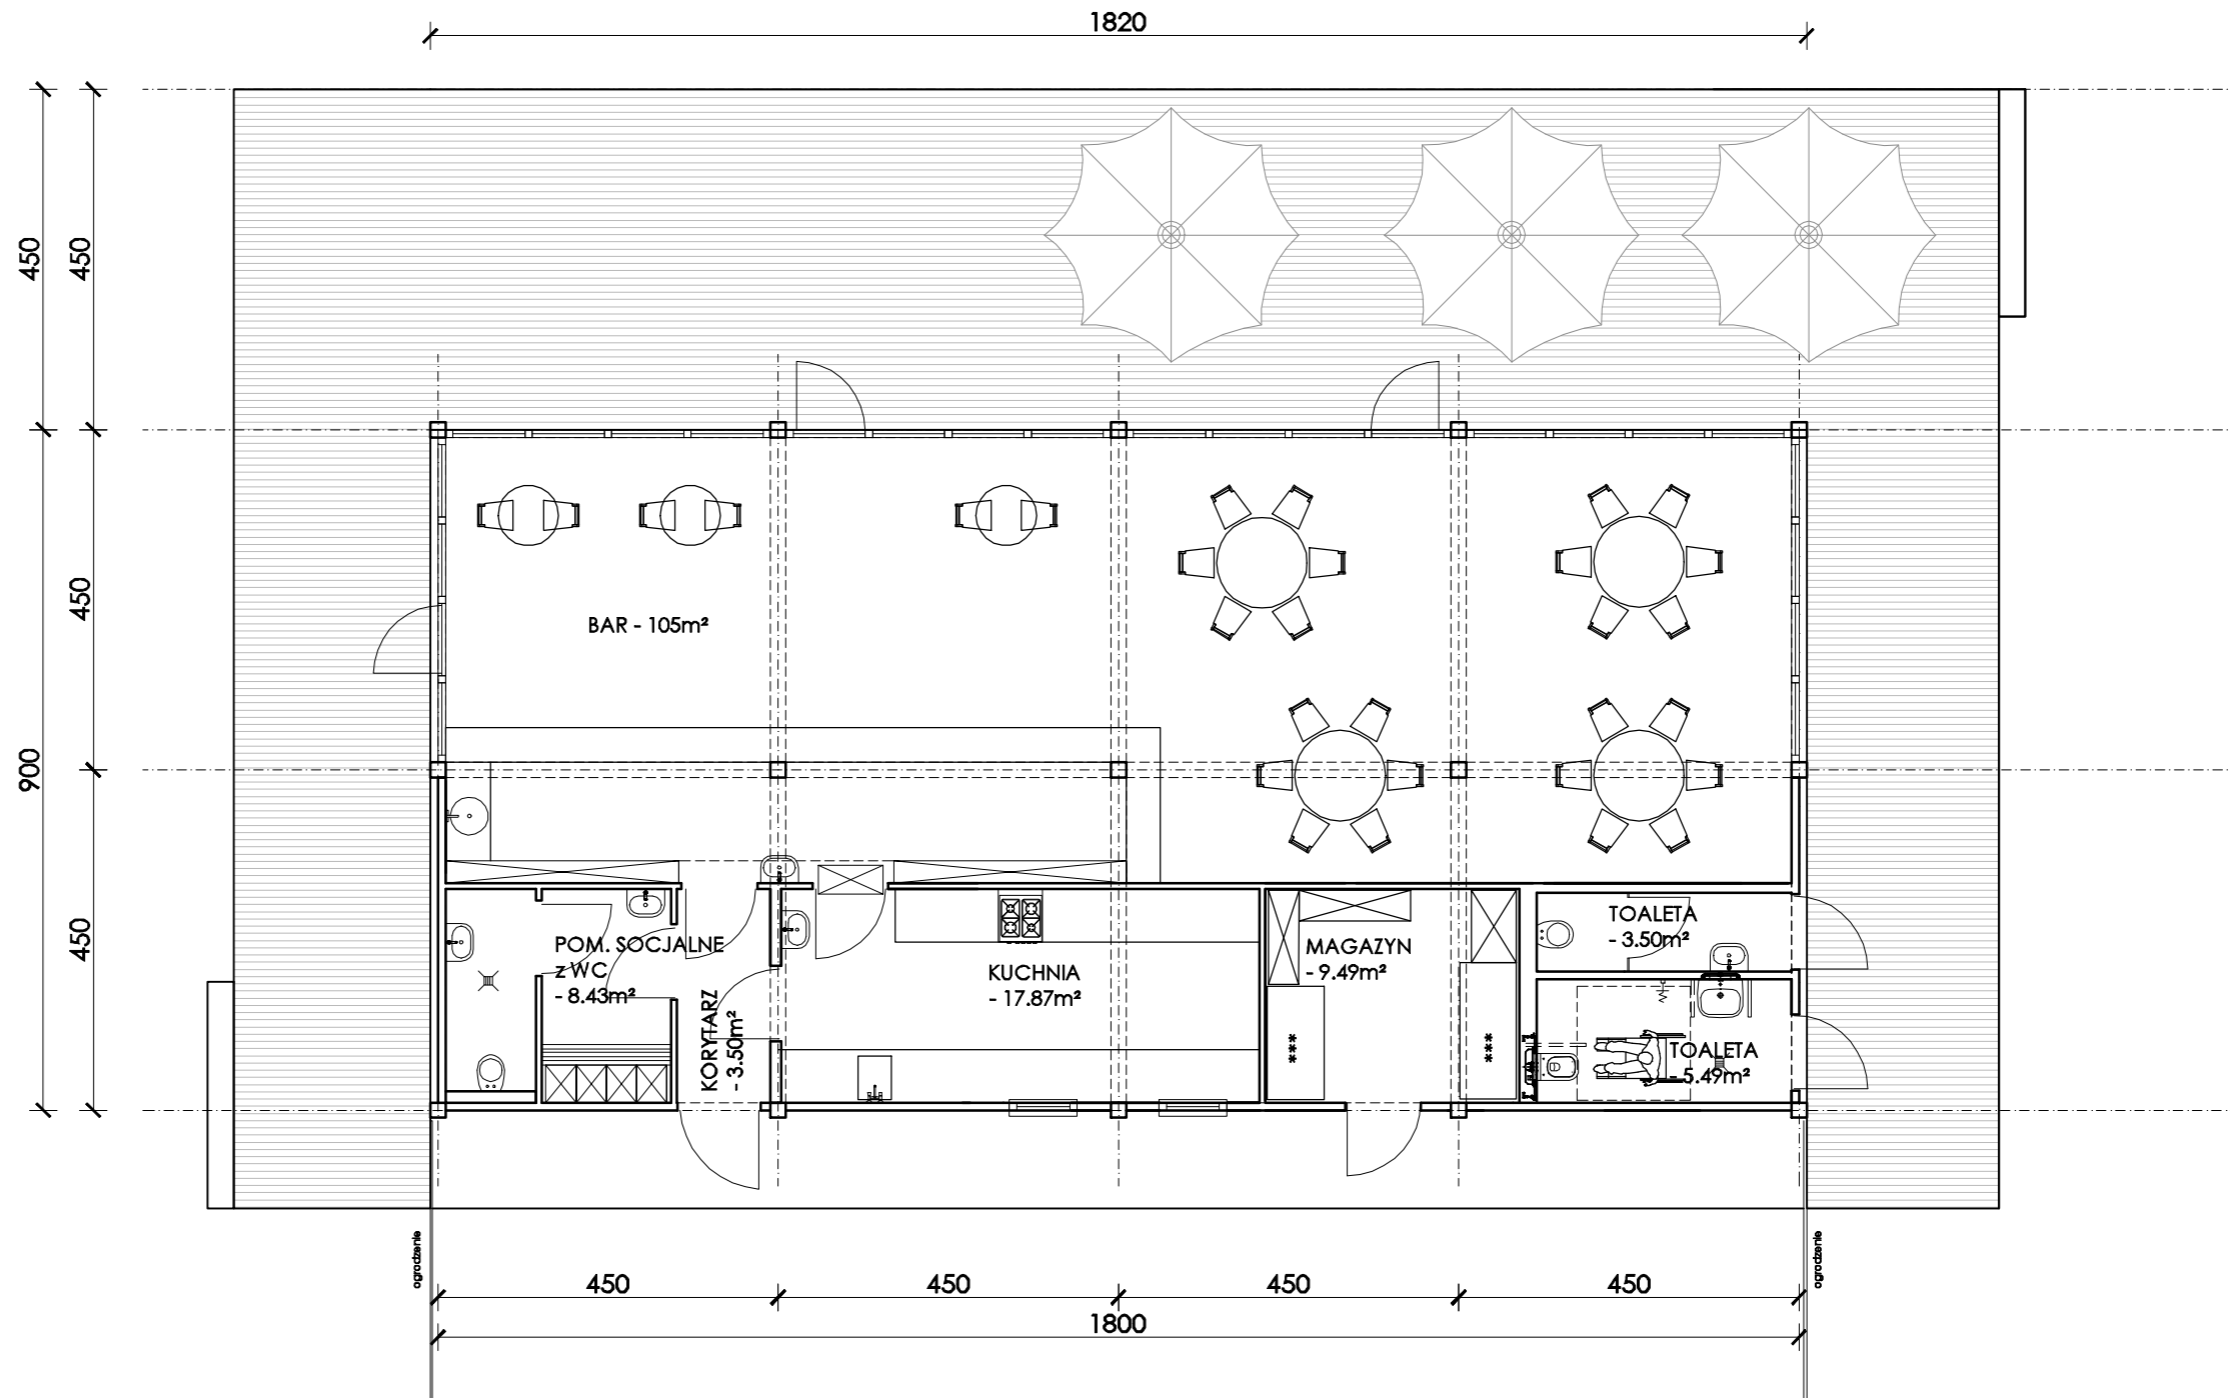 1820
450
450
900
450
450
BAR - 105m²
POM. SOCJALNE
z WC
- 8.43m²
KORYTARZ
- 3.50m²
KUCHNIA
- 17.87m²
MAGAZYN
- 9.49m²
***
***
TOALETA
- 3.50m²
TOALETA
- 5.49m²
ogrodzenie
ogrodzenie
450
450
450
450
1800